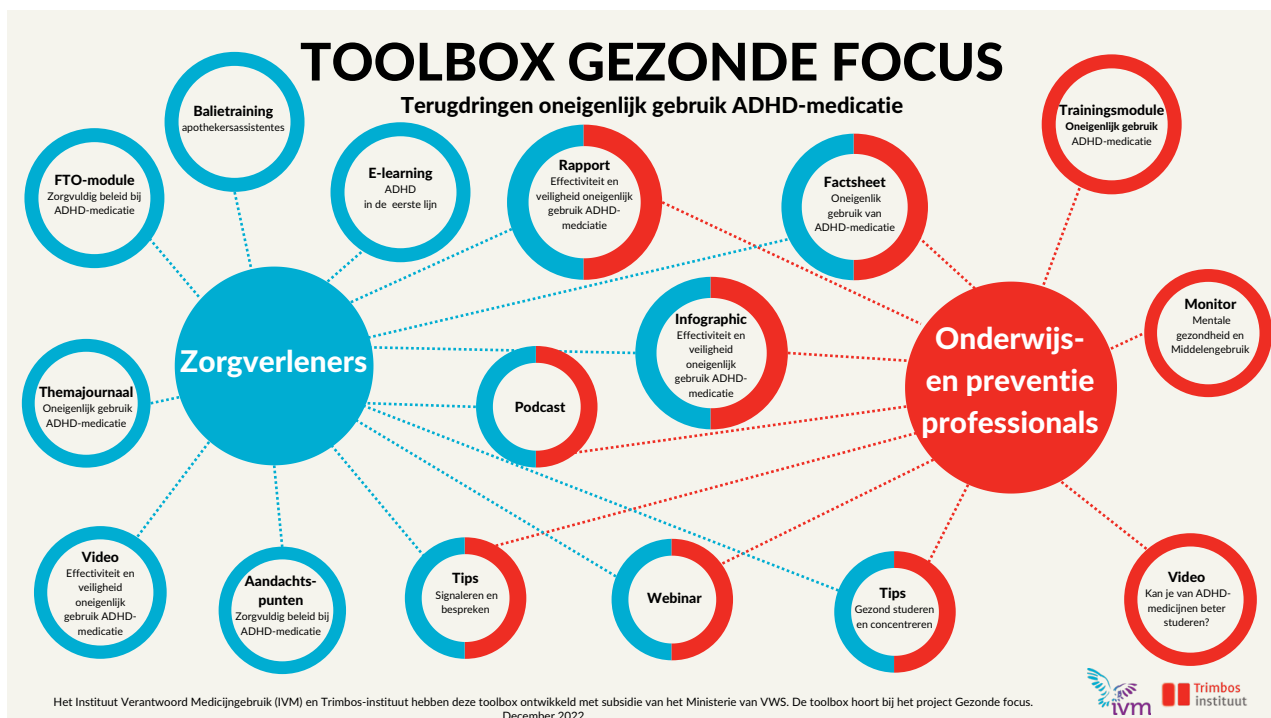 TOOLBOX GEZONDE FOCUS
Terugdringen oneigenlijk gebruik ADHD-medicatie
Balietraining
apothekersassistentes
FTO-module
Zorgvuldig beleid bij
ADHD-medicatie
E-learning
ADHD
in de eerste lijn
Rapport
Effectiviteit en
veiligheid oneigenlijk
gebruik ADHD-
medciatie
Factsheet
Oneigenlik
gebruik van
ADHD-medicatie
Trainingsmodule
Oneigenlijk gebruik
ADHD-medicatie
Zorgverleners
Infographic
Effectiviteit en
veiligheid
oneigenlijk
gebruik ADHD-
medicatie
Onderwijs-
en preventie
professionals
Monitor
Mentale
gezondheid en
Middelengebruik
Themajournaal
Oneigenlijk gebruik
ADHD-medicatie
Podcast
Video
Effectiviteit en
veiligheid
oneigenlijk
gebruik ADHD-
medicatie
Aandachts-
punten
Zorgvuldig beleid bij
ADHD-medicatie
Tips
Signaleren en
bespreken
Webinar
Tips
Gezond studeren
en concentreren
Video
Kan je van ADHD-
medicijnen beter
studeren?
Het Instituut Verantwoord Medicijngebruik (IVM) en Trimbos-instituut hebben deze toolbox ontwikkeld met subsidie van het Ministerie van VWS. De toolbox hoort bij het project Gezonde focus.
December 2022
ivm
Trimbos
instituut